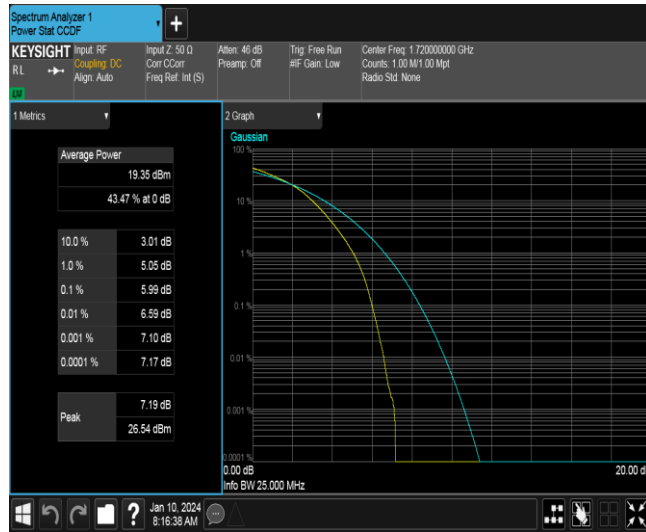 Spectrum Analyzer 1
Power Stat CCDF
KEYSIGHT
RL
LXI
Input: RF
Coupling: DC
Align: Auto
Input Z: 50 Ω
Corr CCorr
Freq Ref: Int (S)
Atten: 46 dB
Preamp: Off
Trig: Free Run
#IF Gain: Low
Center Freq: 1.720000000 GHz
Counts: 1.00 M/1.00 Mpt
Radio Std: None
1 Metrics
Average Power
19.35 dBm
43.47 % at 0 dB
10.0 % 3.01 dB
1.0 % 5.05 dB
0.1 % 5.99 dB
0.01 % 6.59 dB
0.001 % 7.10 dB
0.0001 % 7.17 dB
Peak
7.19 dB
26.54 dBm
2 Graph
Gaussian
100 %
10 %
1 %
0.1 %
0.01 %
0.001 %
0.0001 %
0.00 dB
20.00 d
Info BW 25.000 MHz
Jan 10, 2024
8:16:38 AM